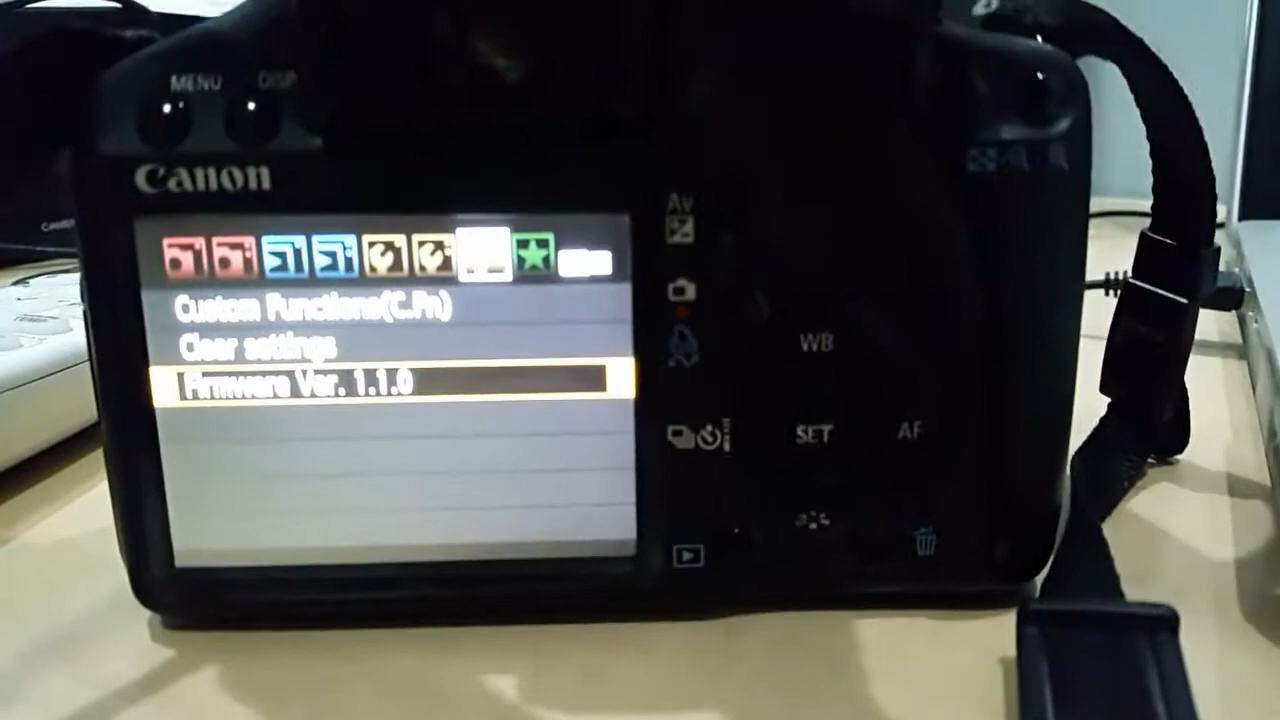 MENU DISP
Canon
Custom Functions(C.Fn)
Clear settings
Firmware Ver. 1.1.0
Av
WB
SET
AF